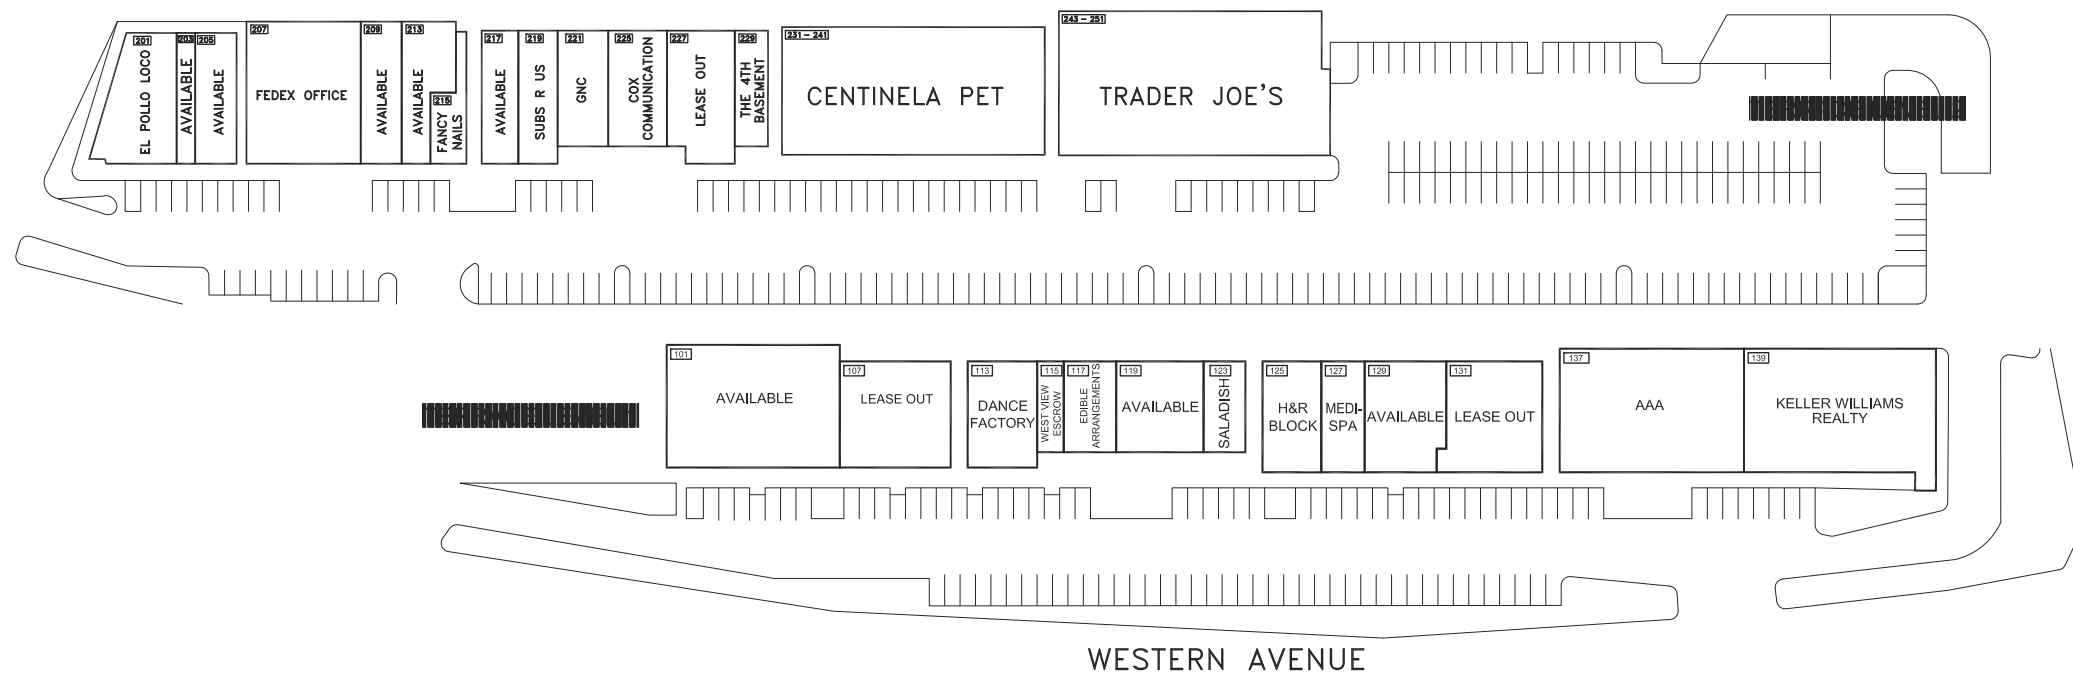 201
EL POLLO LOCO
203
AVAILABLE
205
AVAILABLE
207
FEDEX OFFICE
209
AVAILABLE
213
AVAILABLE
215
FANCY
NAILS
217
AVAILABLE
219
SUBS R US
221
GNC
225
COX
COMMUNICATION
227
LEASE OUT
229
THE 4TH
BASEMENT
231 - 241
CENTINELA PET
243 - 251
TRADER JOE'S
101
AVAILABLE
107
LEASE OUT
113
DANCE
FACTORY
115
WEST VIEW
ESCROW
117
EDIBLE
ARRANGEMENTS
119
AVAILABLE
123
SALADISH
125
H&R
BLOCK
127
MEDI-
SPA
129
AVAILABLE
131
LEASE OUT
137
AAA
139
KELLER WILLIAMS
REALTY
WESTERN AVENUE